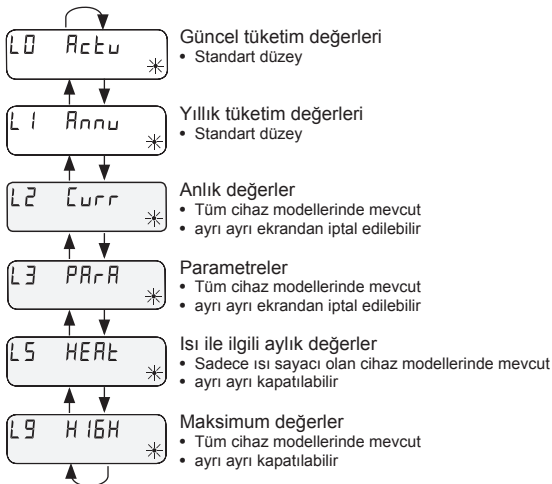 L0 Actu
Güncel tüketim değerleri
• Standart düzey
L1 Annu
Yıllık tüketim değerleri
• Standart düzey
L2 Curr
Anlık değerler
• Tüm cihaz modellerinde mevcut
• ayrı ayrı ekrandan iptal edilebilir
L3 PArA
Parametreler
• Tüm cihaz modellerinde mevcut
• ayrı ayrı ekrandan iptal edilebilir
L5 HEAt
Isı ile ilgili aylık değerler
• Sadece ısı sayacı olan cihaz modellerinde mevcut
• ayrı ayrı kapatılabilir
L9 HIGH
Maksimum değerler
• Tüm cihaz modellerinde mevcut
• ayrı ayrı kapatılabilir